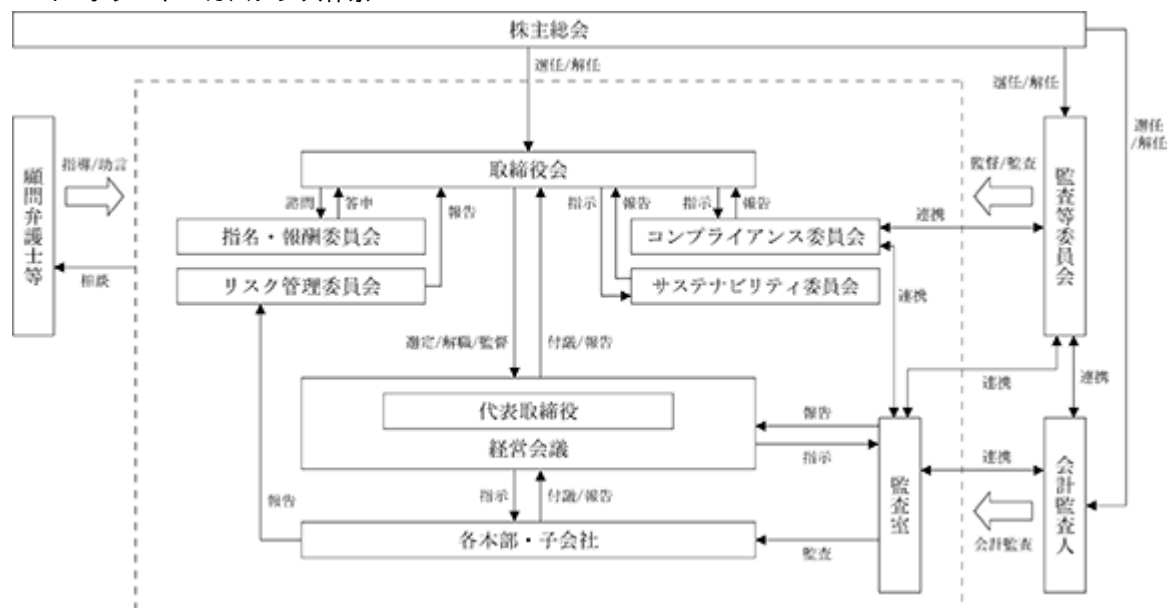 株主総会
選任/解任
選任/解任
選任
/解任
顧問弁護士等
指導/助言
相談
取締役会
監督/監査
監査等委員会
諮問
答申
報告
指示
報告
指示
報告
連携
指名・報酬委員会
コンプライアンス委員会
リスク管理委員会
サステナビリティ委員会
連携
選定/解職/監督
付議/報告
連携
連携
代表取締役
経営会議
報告
指示
監査室
連携
会計監査人
報告
指示
付議/報告
各本部・子会社
監査
会計監査